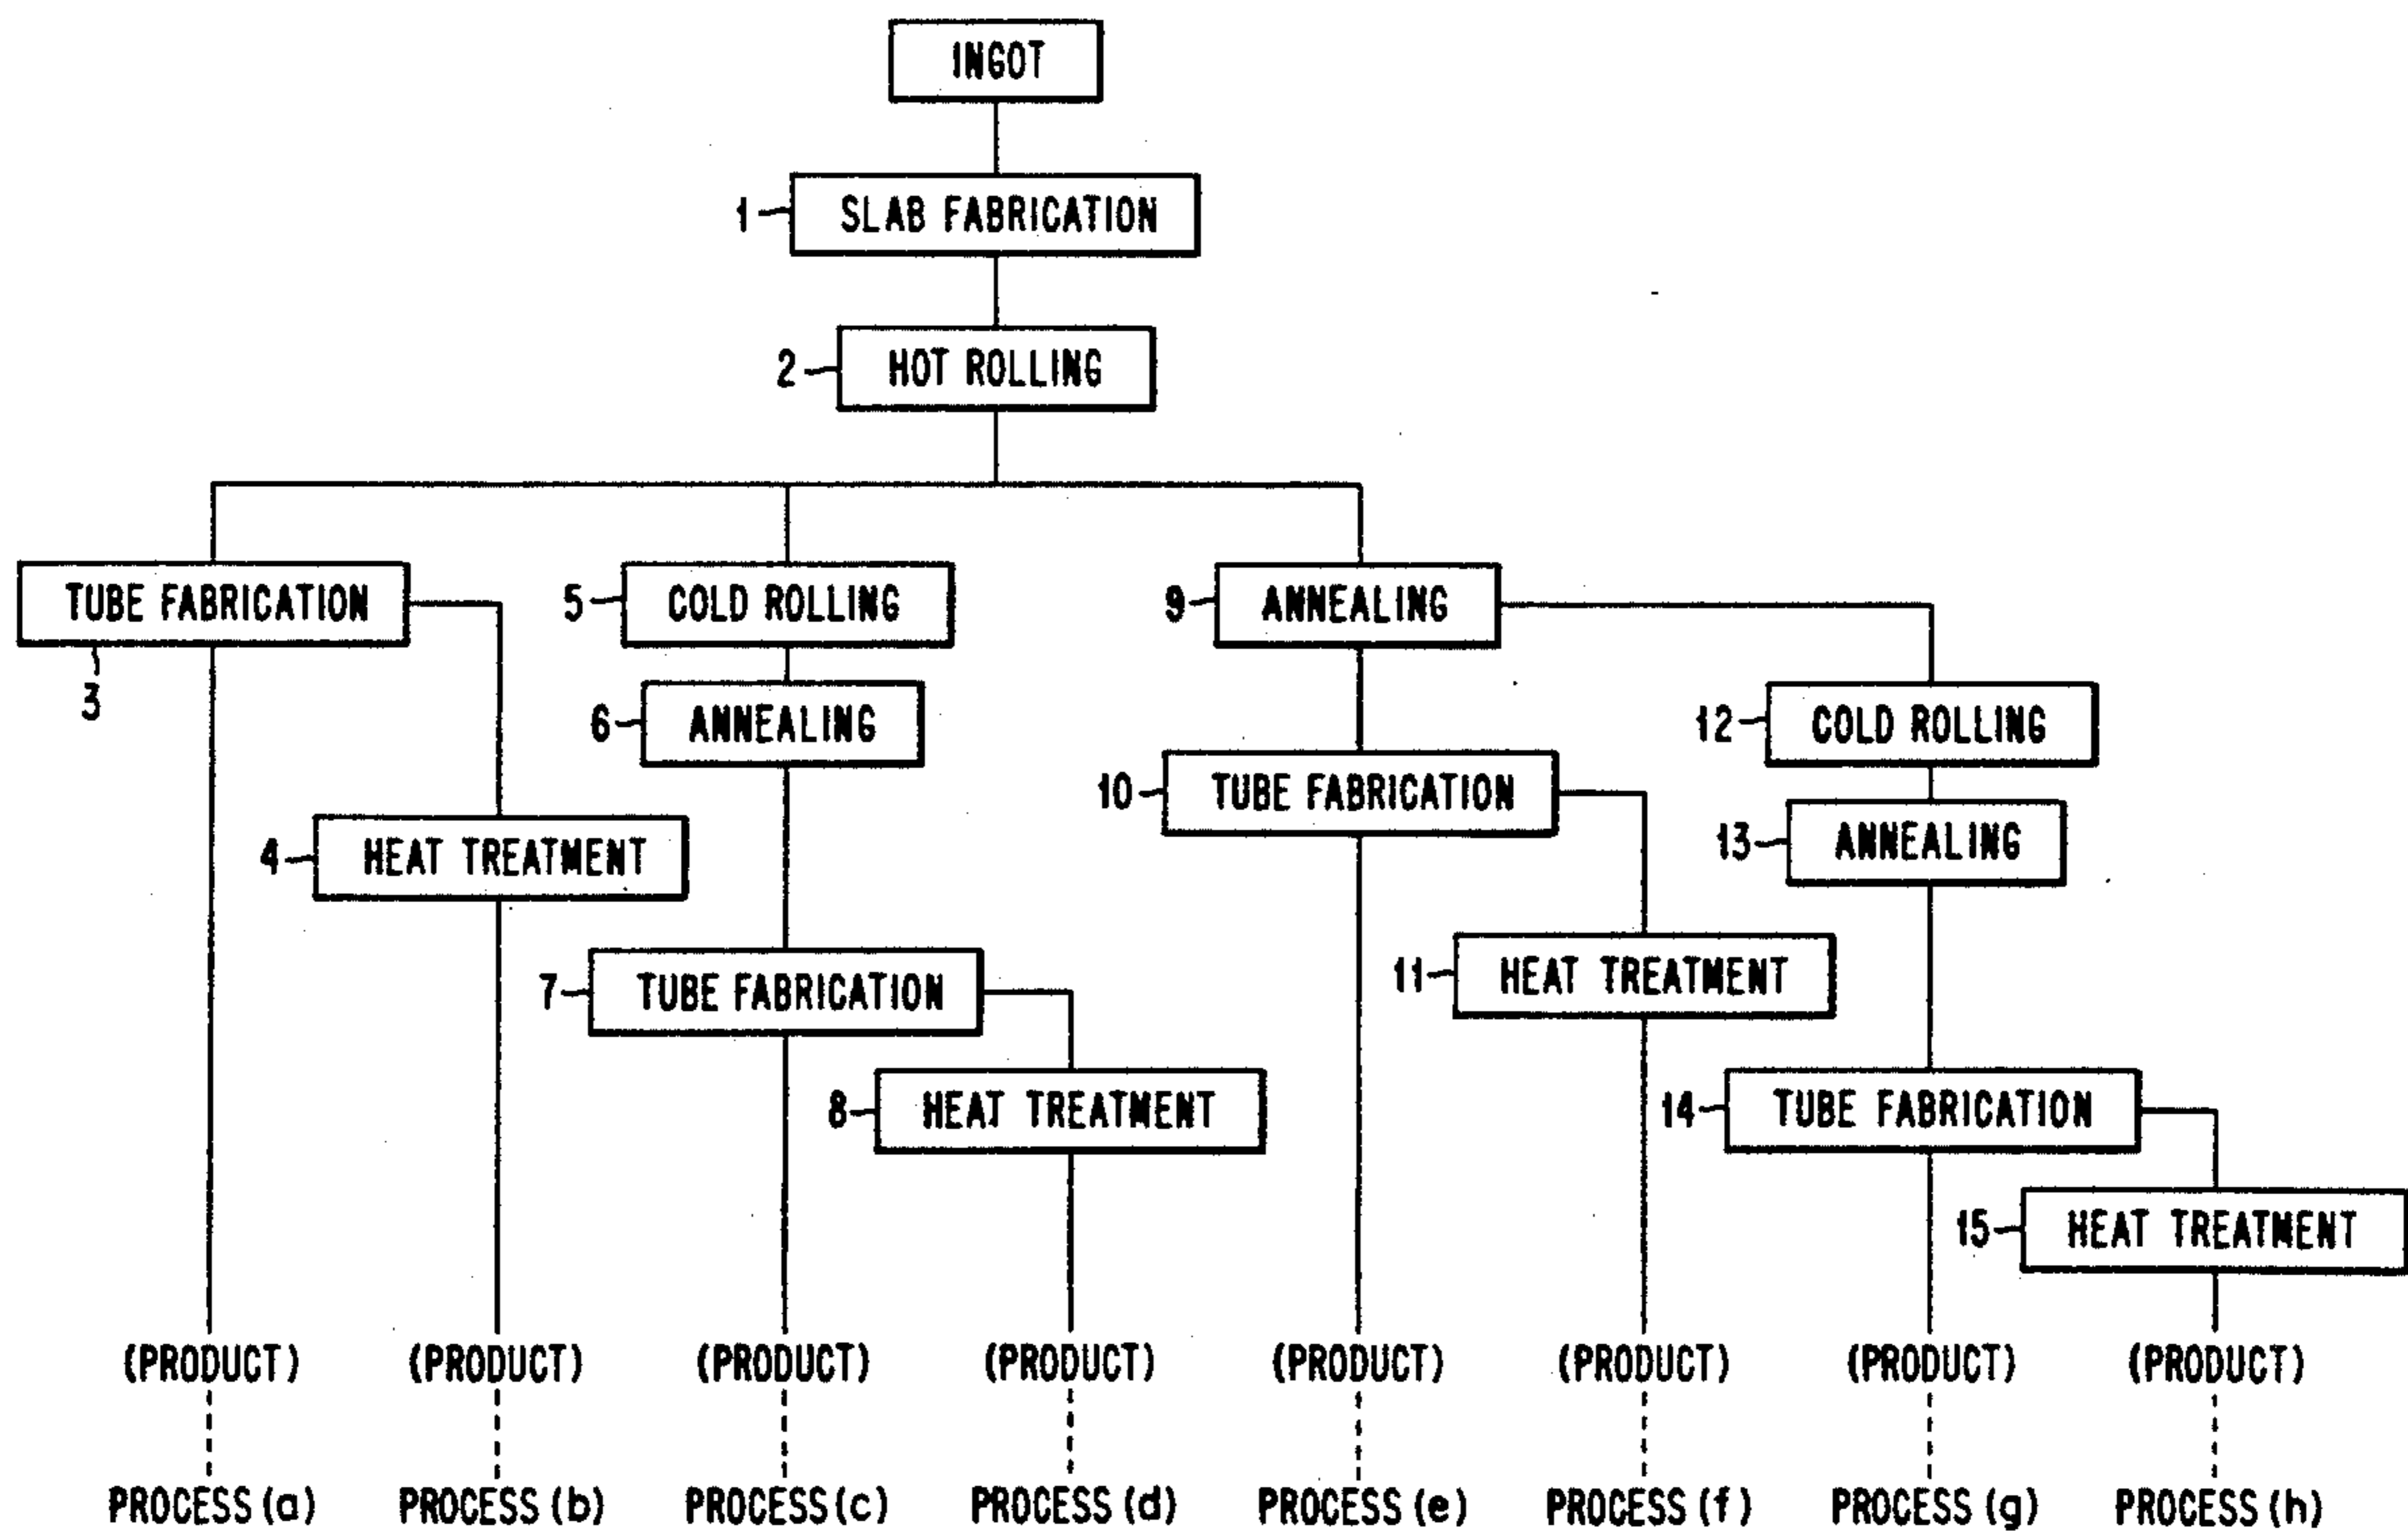 INGOT
1 SLAB FABRICATION
2 HOT ROLLING
TUBE FABRICATION
3
5 COLD ROLLING
9 ANNEALING
6 ANNEALING
12 COLD ROLLING
10 TUBE FABRICATION
13 ANNEALING
4 HEAT TREATMENT
11 HEAT TREATMENT
7 TUBE FABRICATION
8 HEAT TREATMENT
14 TUBE FABRICATION
15 HEAT TREATMENT
(PRODUCT) (PRODUCT) (PRODUCT) (PRODUCT) (PRODUCT) (PRODUCT) (PRODUCT) (PRODUCT)
PROCESS (a) PROCESS (b) PROCESS (c) PROCESS (d) PROCESS (e) PROCESS (f) PROCESS (g) PROCESS (h)